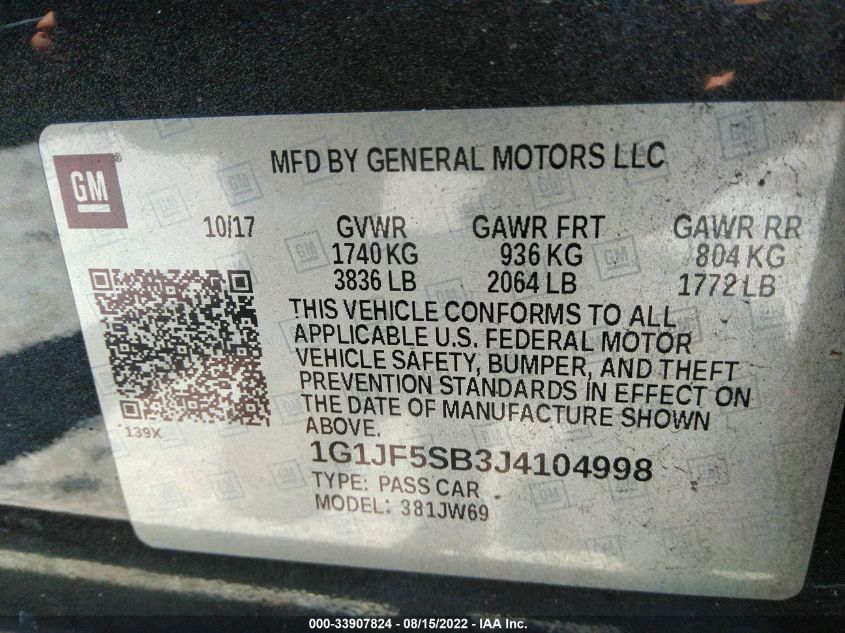 MFD BY GENERAL MOTORS LLC
GM
10/17 GVWR GAWR FRT GAWR RR
1740 KG 936 KG 804 KG
3836 LB 2064 LB 1772 LB
THIS VEHICLE CONFORMS TO ALL
APPLICABLE U.S. FEDERAL MOTOR
VEHICLE SAFETY, BUMPER, AND THEFT
PREVENTION STANDARDS IN EFFECT ON
THE DATE OF MANUFACTURE SHOWN
ABOVE.
139X
1G1JF5SB3J4104998
TYPE: PASS CAR
MODEL: 381JW69
000-33907824 - 08/15/2022 - IAA Inc.